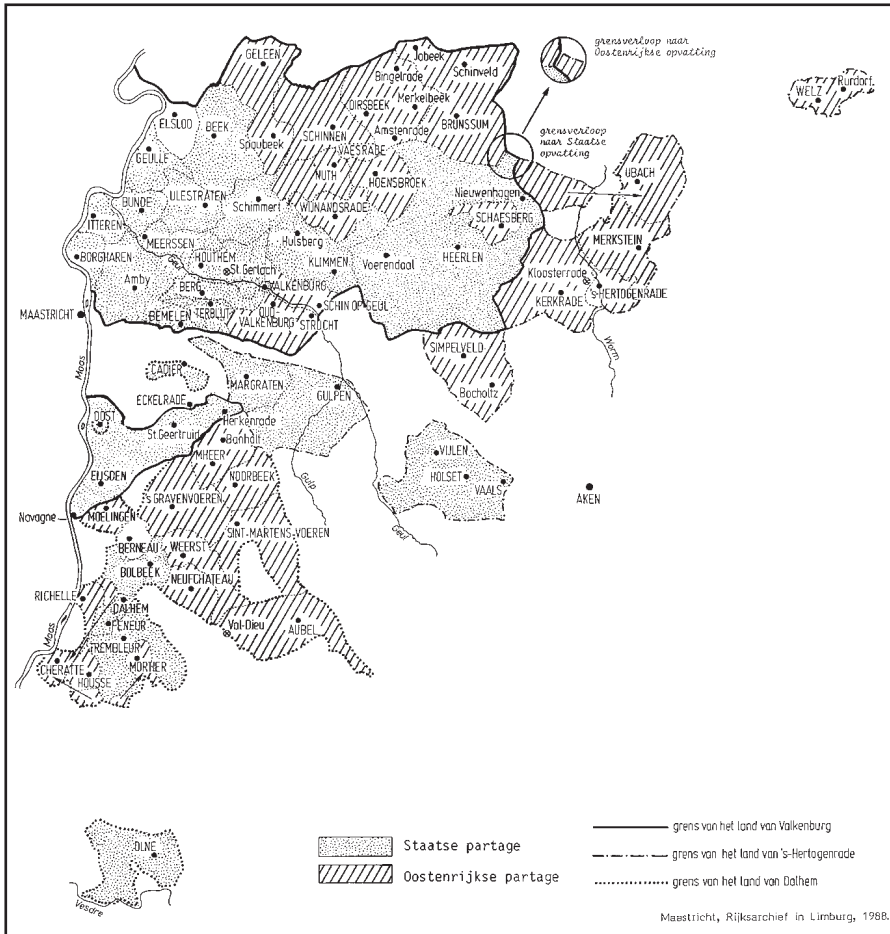 grensverloop naar
Oostenrijkse opvatting
Jabeek
GELEEN
Bingelrade
Schinveld
WELZ
Rurdorf.
OIRSBEEK
Merkelbeek
ELSLOO
BEEK
SCHINNEN
Amstenrade
BRUNSSUM
grensverloop
naar Staatse
opvatting
Spaubeek
VAESRADE
GEULLE
NUTH
HOENSBROEK
UBACH
ULESTRATEN
Nieuwenhagen
BUNDE
Schimmert
WIJNANDSRADE
SCHAESBERG
ITTEREN
MEERSSEN
Hulsberg
MERKSTEIN
BORGHAREN
HOUTHEM
Geul
St.Gerlach
KLIMMEN
Voerendaal
HEERLEN
Kloosterrade
Amby
BERG
VALKENBURG
KERKRADE
's HERTOGENRADE
MAASTRICHT
BEMELEN
TERBLIJT
OUD-
VALKENBURG
SCHIN OP GEUL
STRUCHT
SIMPELVELD
Worm
Maas
CADIER
MARGRATEN
GULPEN
Bocholtz
ECKELRADE
OOST
Herkenrade
St.Geertruid
Banholt
VIJLEN
MHEER
EIJSDEN
NOORBEEK
Gulp
HOLSET
VAALS
AKEN
's GRAVENVOEREN
Navagne
MOELINGEN
SINT-MARTENS-VOEREN
Geul
BERNEAU
WEERST
BOLBEEK
NEUFCHATEAU
RICHELLE
DALHEM
Val-Dieu
AUBEL
Maas
FENEUR
TREMBLEUR
CHERATTE
MORTIER
HOUSSE
OLNE
Vesdre
Staatse partage
Oostenrijkse partage
grens van het land van Valkenburg
grens van het land van 's-Hertogenrade
grens van het land van Dalhem
Maastricht, Rijksarchief in Limburg, 1988.